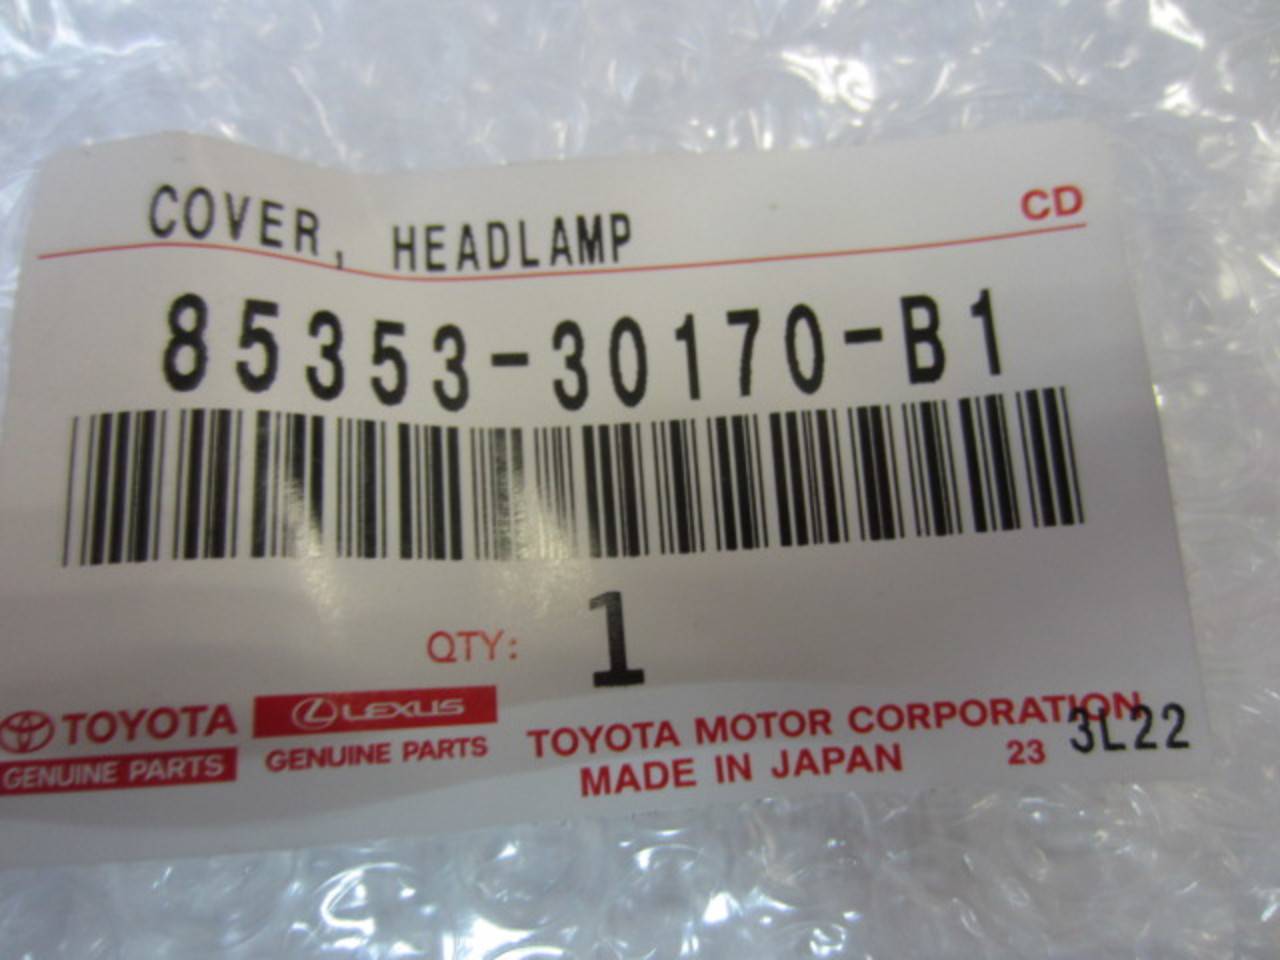 COVER, HEADLAMP
CD
85353-30170-B1
QTY: 1
TOYOTA
GENUINE PARTS
LEXUS
GENUINE PARTS
TOYOTA MOTOR CORPORATION
MADE IN JAPAN
23 3L22